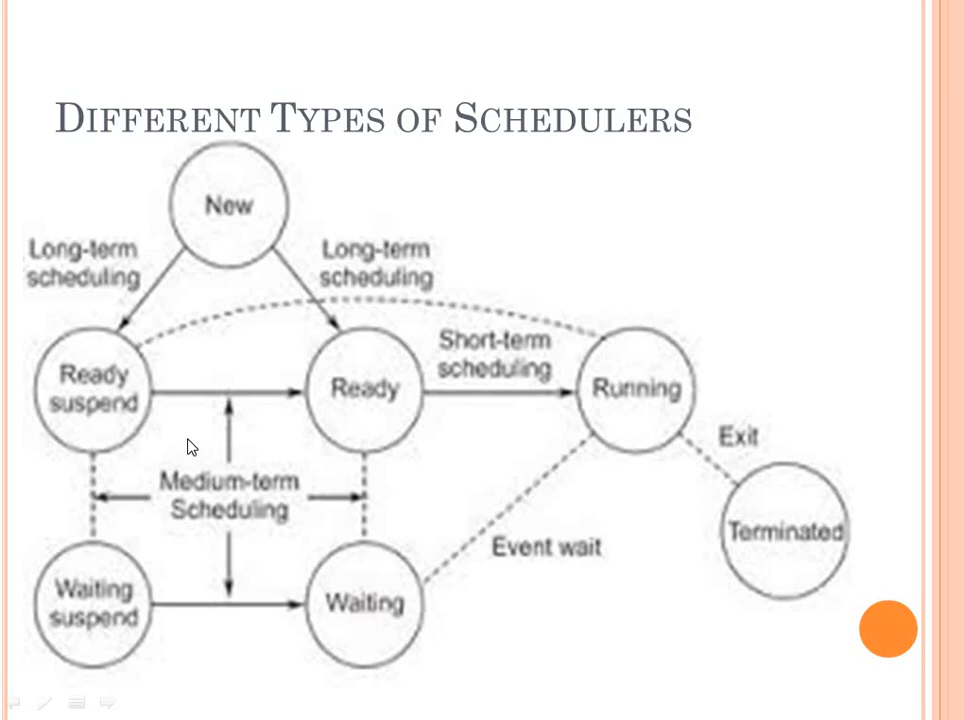 DIFFERENT TYPES OF SCHEDULERS
New
Long-term
scheduling
Long-term
scheduling
Ready
suspend
Ready
Short-term
scheduling
Running
Exit
Medium-term
Scheduling
Terminated
Event wait
Waiting
suspend
Waiting